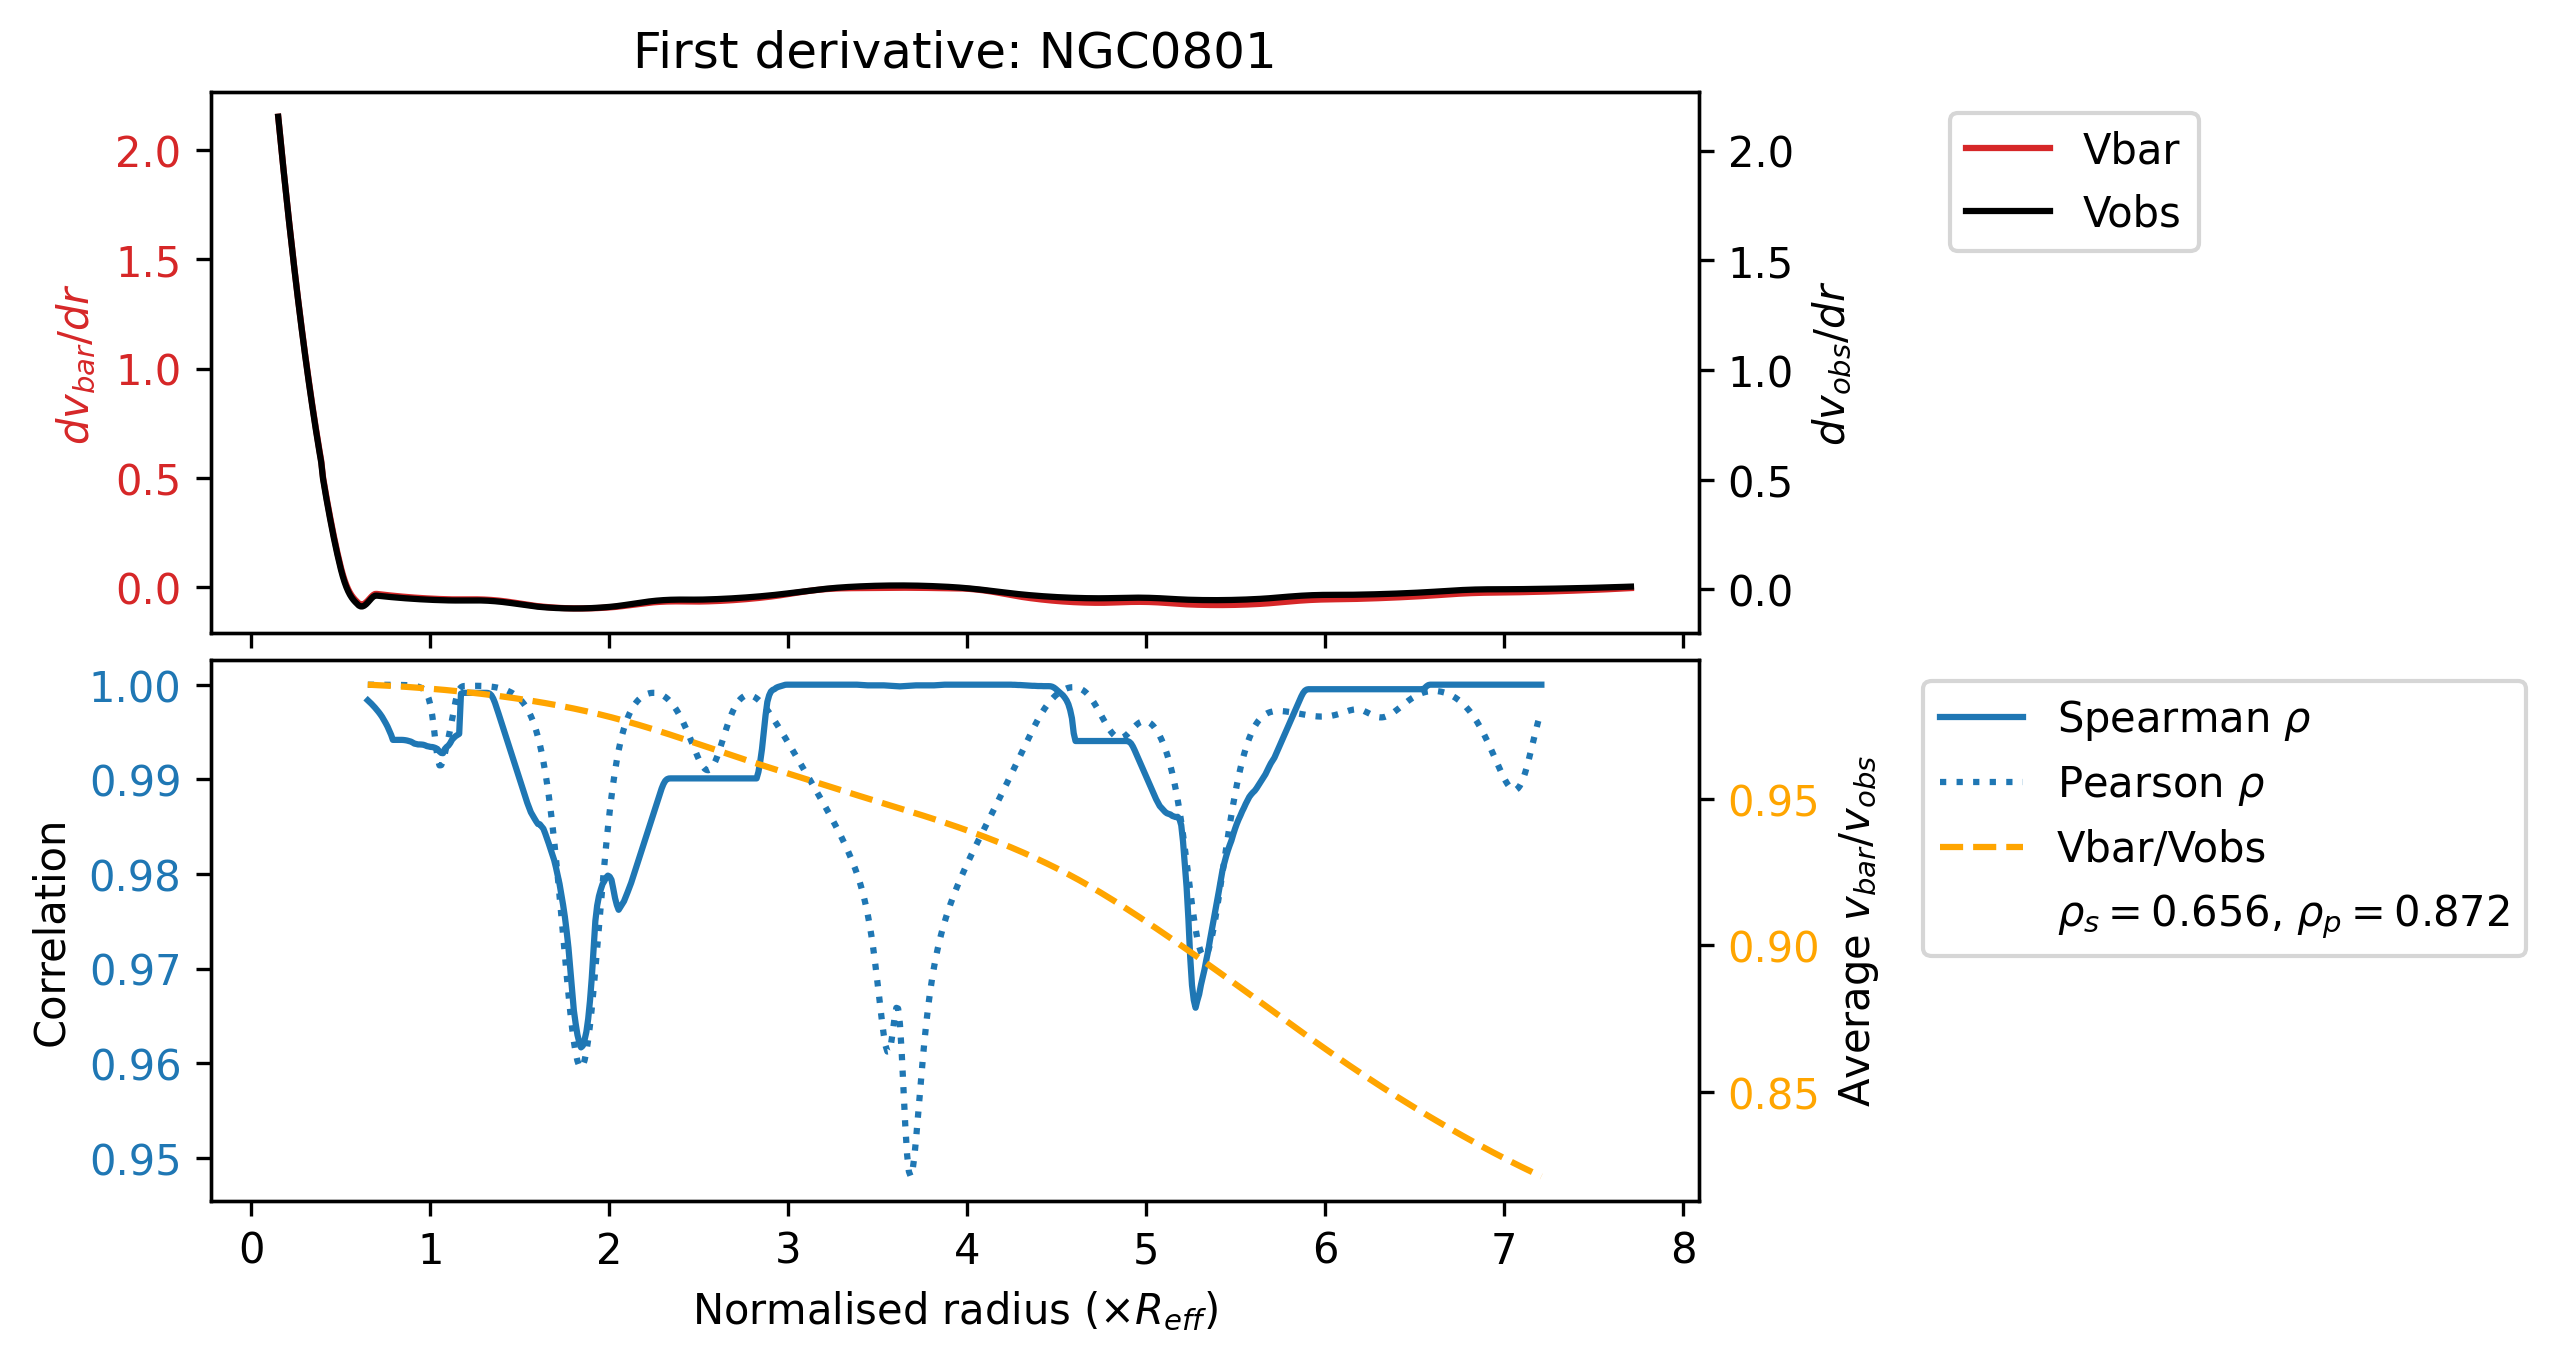 First derivative: NGC0801
2.0
1.5
1.0
0.5
0.0
dv_bar/dr
2.0
1.5
1.0
0.5
0.0
dv_obs/dr
Vbar
Vobs
1.00
0.99
0.98
0.97
0.96
0.95
Correlation
0.95
0.90
0.85
Average v_bar/v_obs
Spearman ρ
Pearson ρ
Vbar/Vobs
ρ_s = 0.656, ρ_p = 0.872
0 1 2 3 4 5 6 7 8
Normalised radius (×R_eff)